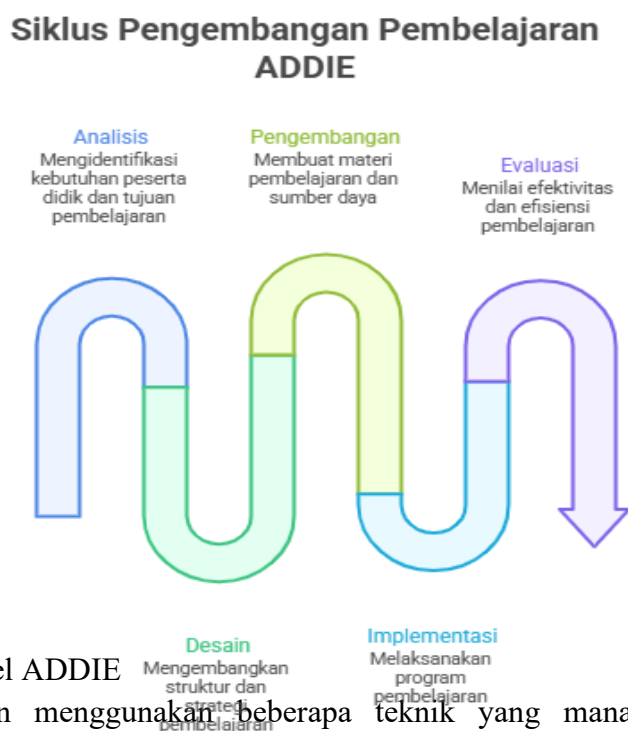 Siklus Pengembangan Pembelajaran
ADDIE
Analisis
Mengidentifikasi
kebutuhan peserta
didik dan tujuan
pembelajaran
Pengembangan
Membuat materi
pembelajaran dan
sumber daya
Evaluasi
Menilai efektivitas
dan efisiensi
pembelajaran
Desain
Mengembangkan
struktur dan
strategi
pembelajaran
Implementasi
Melaksanakan
program
pembelajaran
el ADDIE
n menggunakan beberapa teknik yang mana